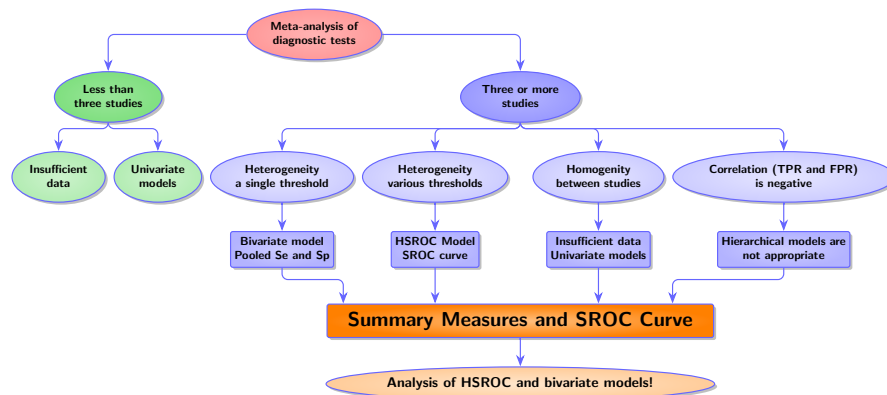 Meta-analysis of
diagnostic tests
Less than
three studies
Three or more
studies
Insufficient
data
Univariate
models
Heterogeneity
a single threshold
Heterogeneity
various thresholds
Homogenity
between studies
Correlation (TPR and FPR)
is negative
Bivariate model
Pooled Se and Sp
HSROC Model
SROC curve
Insufficient data
Univariate models
Hierarchical models are
not appropriate
Summary Measures and SROC Curve
Analysis of HSROC and bivariate models!